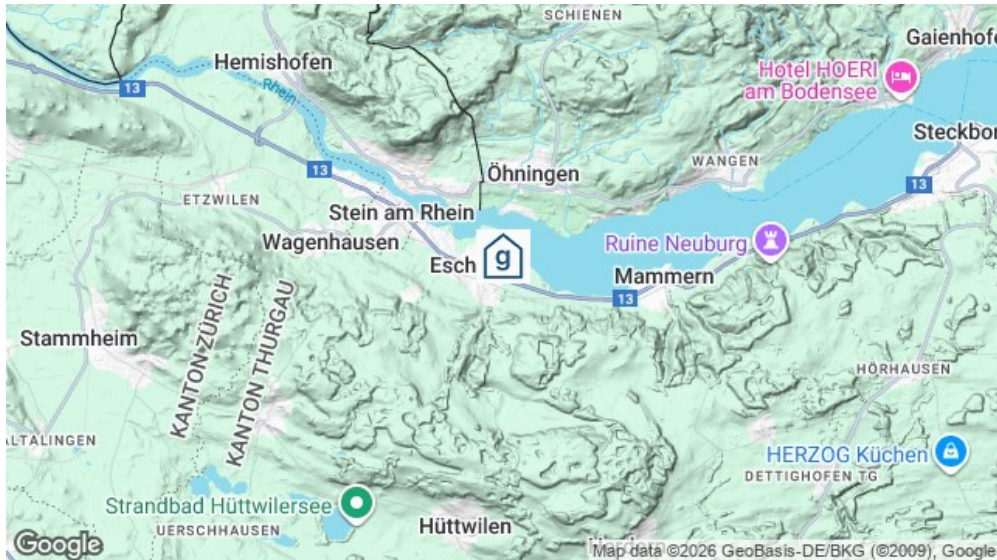 SCHIENEN
Gaienhofe
Hemishofen
Hotel HOERI
am Bodensee
13
Rhein
Steckbor
WANGEN
13
Öhningen
13
ETZWILEN
Stein am Rhein
Wagenhausen
Ruine Neuburg
Esch
g
Mammern
13
KANTON ZÜRICH
KANTON THURGAU
Stammheim
HÖRHAUSEN
ALTALINGEN
HERZOG Küchen
DETTIGHOFEN TG
Strandbad Hüttwilersee
UERSCHHAUSEN
Hüttwilen
Google
Map data ©2026 GeoBasis-DE/BKG (©2009), Google